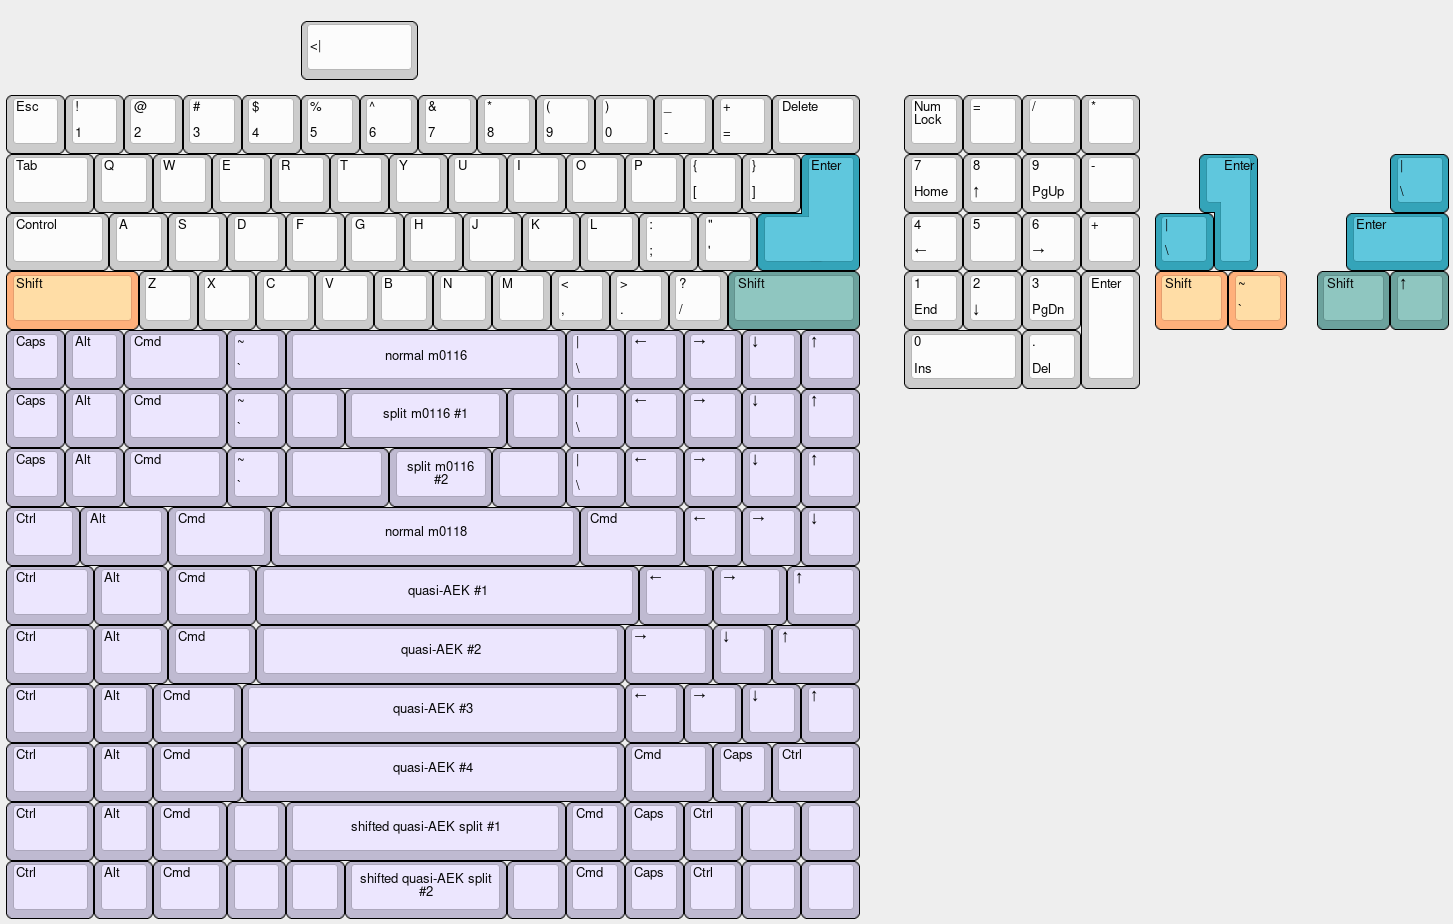 <|
Esc ! @ # $ % ^ & * ( ) _ + Delete
1 2 3 4 5 6 7 8 9 0 - =
Num = / *
Lock
Tab Q W E R T Y U I O P { } Enter
[ ]
7 8 9 -
Home ↑ PgUp
Enter |
\
Control A S D F G H J K L : "
; '
4 5 6 +
← →
| Enter
\
Shift Z X C V B N M < > ? Shift
, . /
1 2 3 Enter
End ↓ PgDn
Shift ~ Shift ↑
`
Caps Alt Cmd ~ normal m0116 | ← → ↓ ↑
` \
0 .
Ins Del
Caps Alt Cmd ~ split m0116 #1 | ← → ↓ ↑
` \
Caps Alt Cmd ~ split m0116 | ← → ↓ ↑
` #2 \
Ctrl Alt Cmd normal m0118 Cmd ← → ↓
Ctrl Alt Cmd quasi-AEK #1 ← → ↑
Ctrl Alt Cmd quasi-AEK #2 → ↓ ↑
Ctrl Alt Cmd quasi-AEK #3 ← → ↓ ↑
Ctrl Alt Cmd quasi-AEK #4 Cmd Caps Ctrl
Ctrl Alt Cmd shifted quasi-AEK split #1 Cmd Caps Ctrl
Ctrl Alt Cmd shifted quasi-AEK split Cmd Caps Ctrl
#2